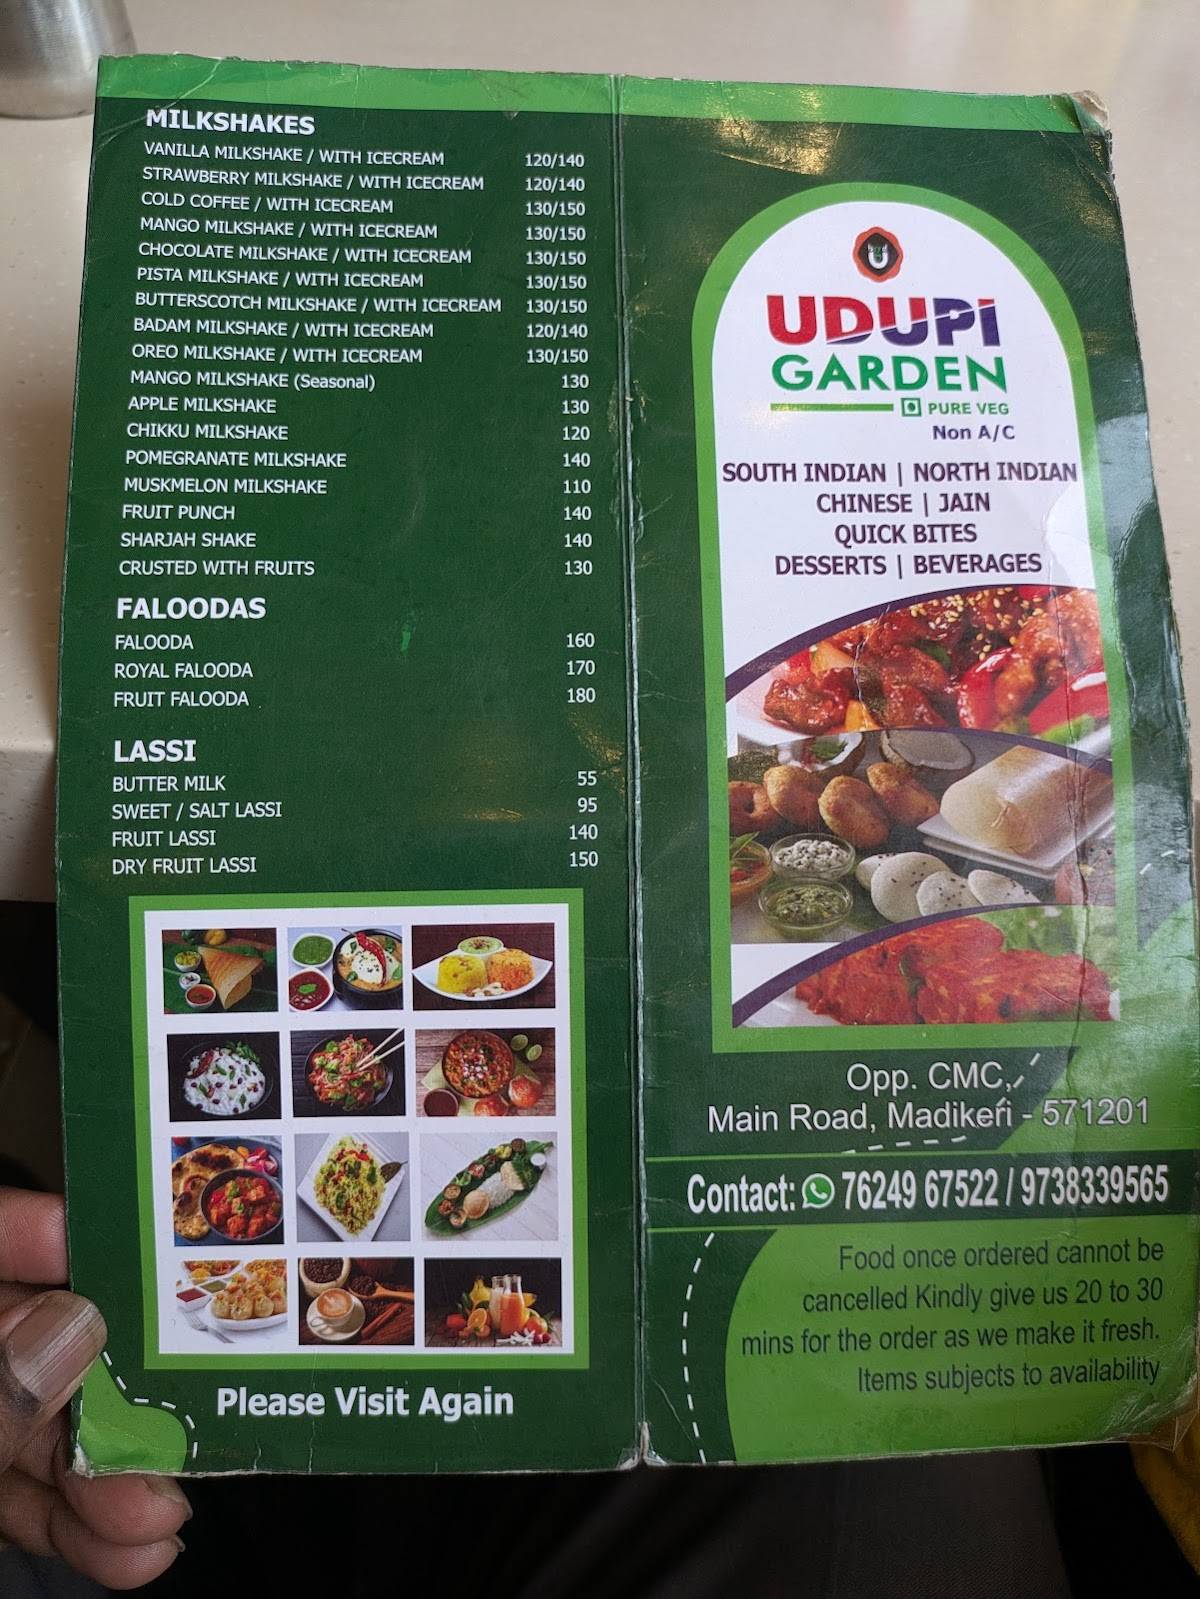 MILKSHAKES
VANILLA MILKSHAKE / WITH ICECREAM 120/140
STRAWBERRY MILKSHAKE / WITH ICECREAM 120/140
COLD COFFEE / WITH ICECREAM 130/150
MANGO MILKSHAKE / WITH ICECREAM 130/150
CHOCOLATE MILKSHAKE / WITH ICECREAM 130/150
PISTA MILKSHAKE / WITH ICECREAM 130/150
BUTTERSCOTCH MILKSHAKE / WITH ICECREAM 130/150
BADAM MILKSHAKE / WITH ICECREAM 120/140
OREO MILKSHAKE / WITH ICECREAM 130/150
MANGO MILKSHAKE (Seasonal) 130
APPLE MILKSHAKE 130
CHIKKU MILKSHAKE 120
POMEGRANATE MILKSHAKE 140
MUSKMELON MILKSHAKE 110
FRUIT PUNCH 140
SHARJAH SHAKE 140
CRUSTED WITH FRUITS 130
FALOODAS
FALOODA 160
ROYAL FALOODA 170
FRUIT FALOODA 180
LASSI
BUTTER MILK 55
SWEET / SALT LASSI 95
FRUIT LASSI 140
DRY FRUIT LASSI 150
Please Visit Again
UDUPi
GARDEN
PURE VEG
Non A/C
SOUTH INDIAN | NORTH INDIAN
CHINESE | JAIN
QUICK BITES
DESSERTS | BEVERAGES
Opp. CMC,
Main Road, Madikeri - 571201
Contact: 76249 67522 / 9738339565
Food once ordered cannot be
cancelled Kindly give us 20 to 30
mins for the order as we make it fresh.
Items subjects to availability